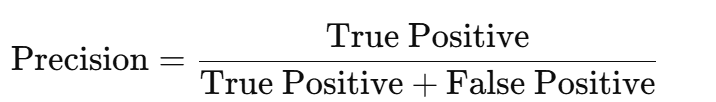 Precision = True Positive / True Positive + False Positive